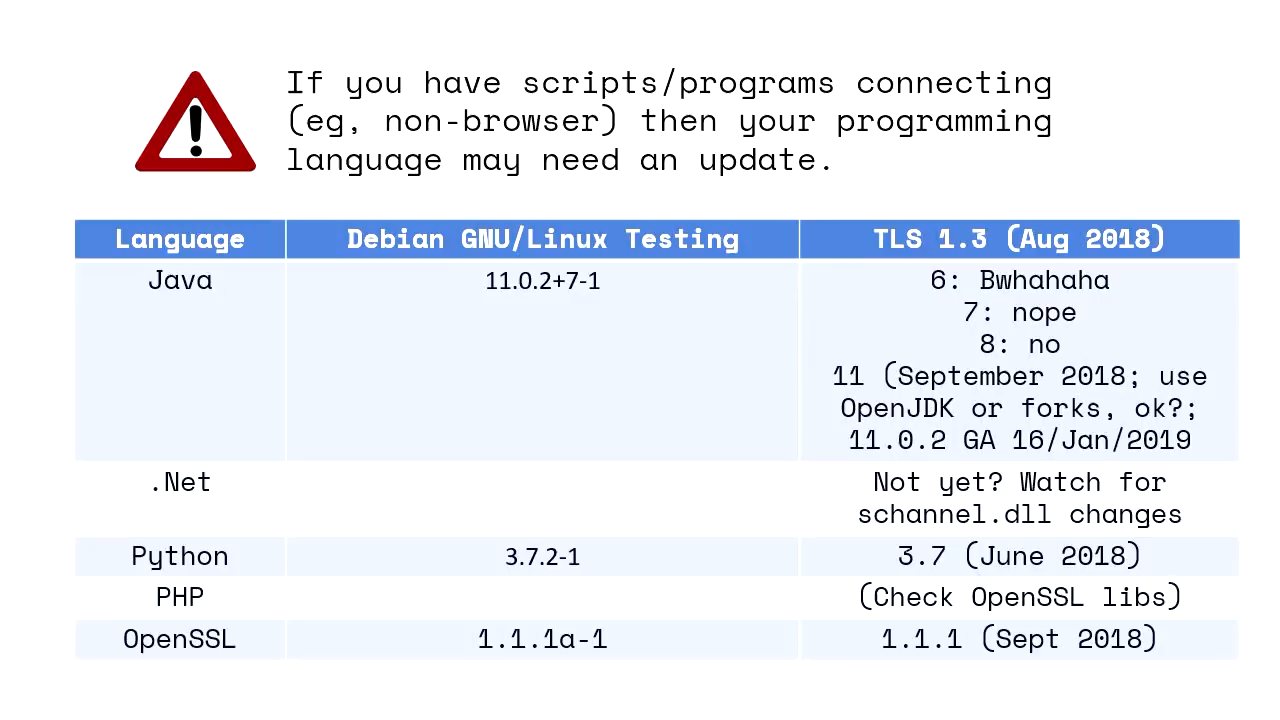 If you have scripts/programs connecting
(eg, non-browser) then your programming
language may need an update.
Language Debian GNU/Linux Testing TLS 1.3 (Aug 2018)
Java 11.0.2+7-1 6: Bwhahaha
7: nope
8: no
11 (September 2018; use
OpenJDK or forks, ok?;
11.0.2 GA 16/Jan/2019
.Net Not yet? Watch for
schannel.dll changes
Python 3.7.2-1 3.7 (June 2018)
PHP (Check OpenSSL libs)
OpenSSL 1.1.1a-1 1.1.1 (Sept 2018)